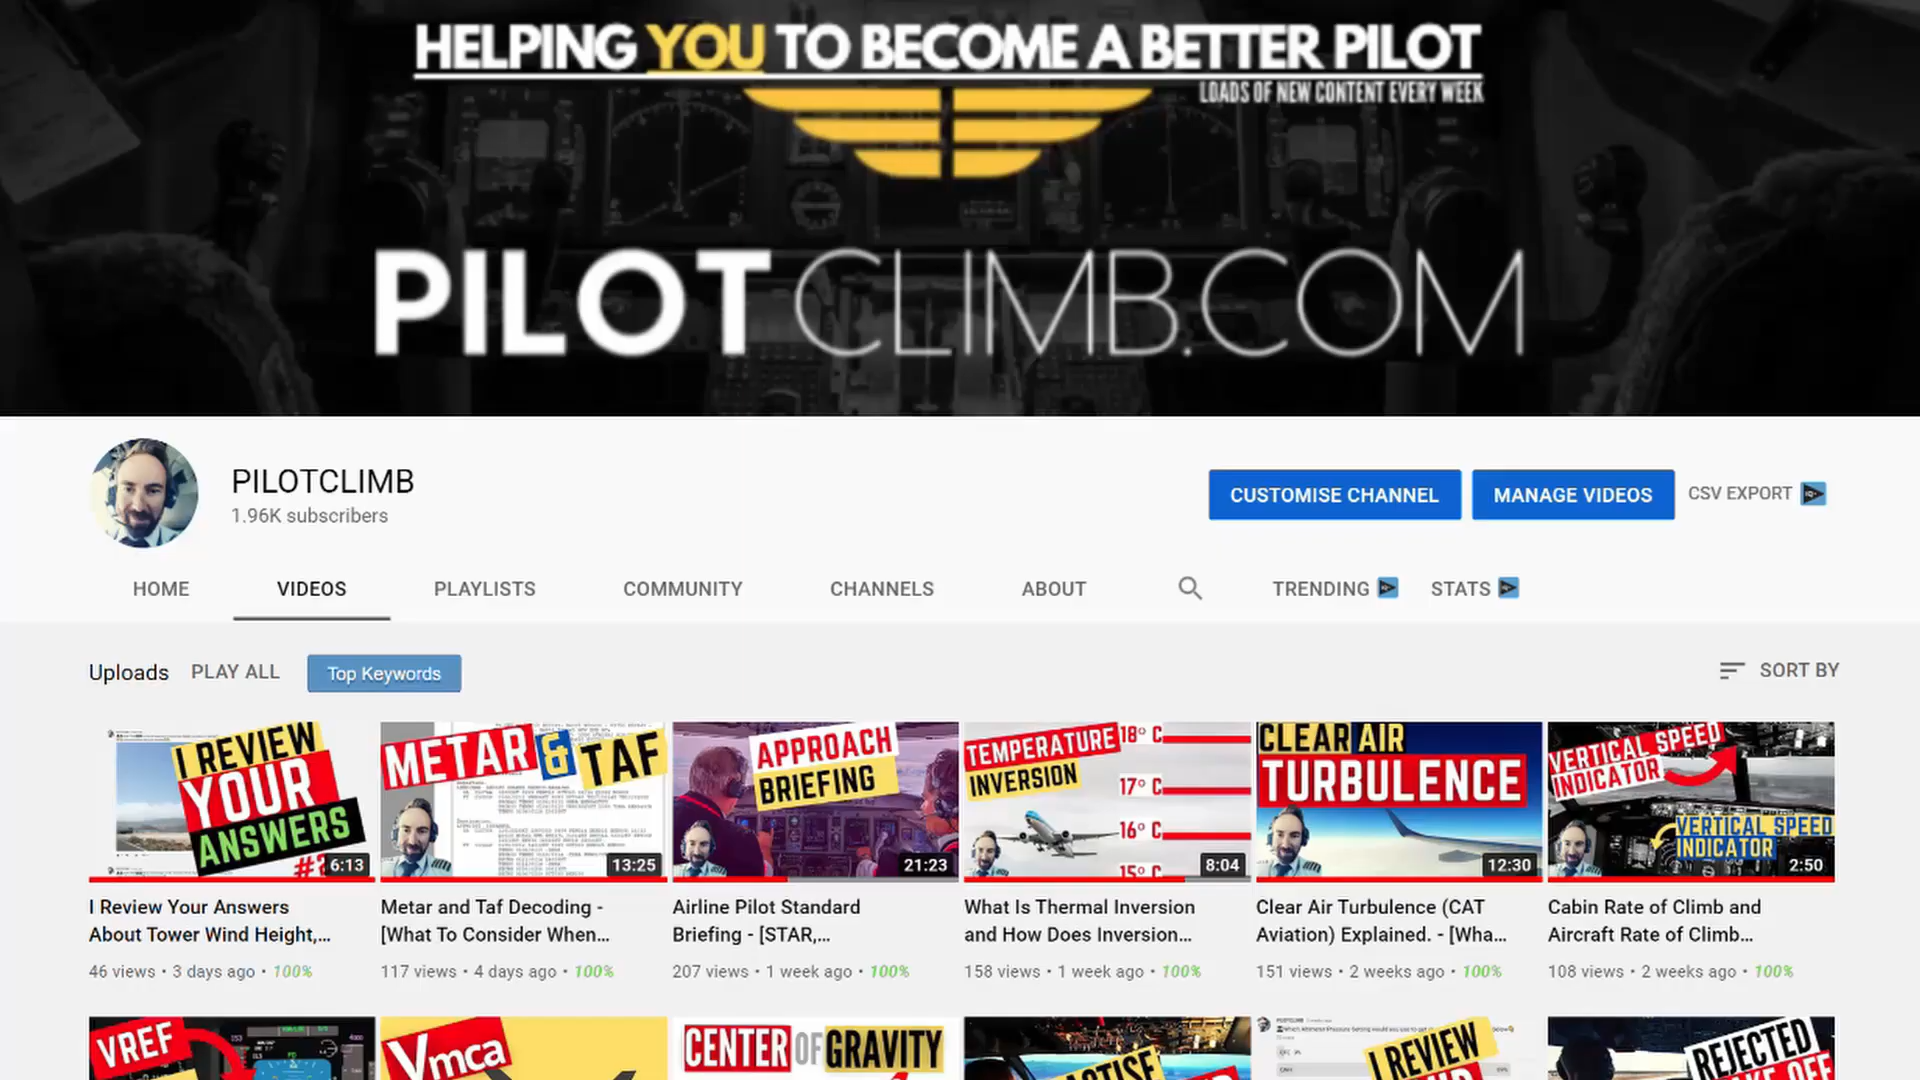 HELPING YOU TO BECOME A BETTER PILOT
LOADS OF NEW CONTENT EVERY WEEK
PILOTCLIMB.COM
PILOTCLIMB
1.96K subscribers
CUSTOMISE CHANNEL
MANAGE VIDEOS
CSV EXPORT
HOME
VIDEOS
PLAYLISTS
COMMUNITY
CHANNELS
ABOUT
TRENDING
STATS
Uploads
PLAY ALL
Top Keywords
SORT BY
I REVIEW
YOUR
ANSWERS
6:13
METAR & TAF
13:25
APPROACH
BRIEFING
21:23
TEMPERATURE
INVERSION
18º C
17º C
16º C
15º C
8:04
CLEAR AIR
TURBULENCE
12:30
VERTICAL SPEED
INDICATOR
VERTICAL SPEED
INDICATOR
2:50
I Review Your Answers
About Tower Wind Height,...
46 views • 3 days ago • 100%
Metar and Taf Decoding -
[What To Consider When...
117 views • 4 days ago • 100%
Airline Pilot Standard
Briefing - [STAR,...
207 views • 1 week ago • 100%
What Is Thermal Inversion
and How Does Inversion...
158 views • 1 week ago • 100%
Clear Air Turbulence (CAT
Aviation) Explained. - [Wha...
151 views • 2 weeks ago • 100%
Cabin Rate of Climb and
Aircraft Rate of Climb...
108 views • 2 weeks ago • 100%
VREF
Vmca
CENTER OF GRAVITY
I REVIEW
REJECTED